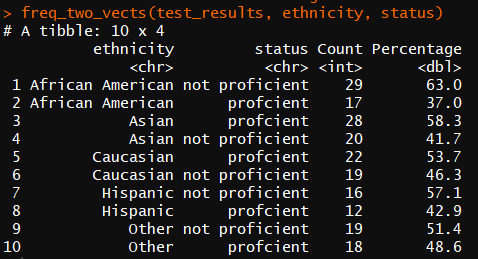 > freq_two_vects(test_results, ethnicity, status)
# A tibble: 10 x 4
ethnicity status Count Percentage
<chr> <chr> <int> <dbl>
1 African American not proficient 29 63.0
2 African American profcient 17 37.0
3 Asian profcient 28 58.3
4 Asian not proficient 20 41.7
5 Caucasian profcient 22 53.7
6 Caucasian not proficient 19 46.3
7 Hispanic not proficient 16 57.1
8 Hispanic profcient 12 42.9
9 Other not proficient 19 51.4
10 Other profcient 18 48.6